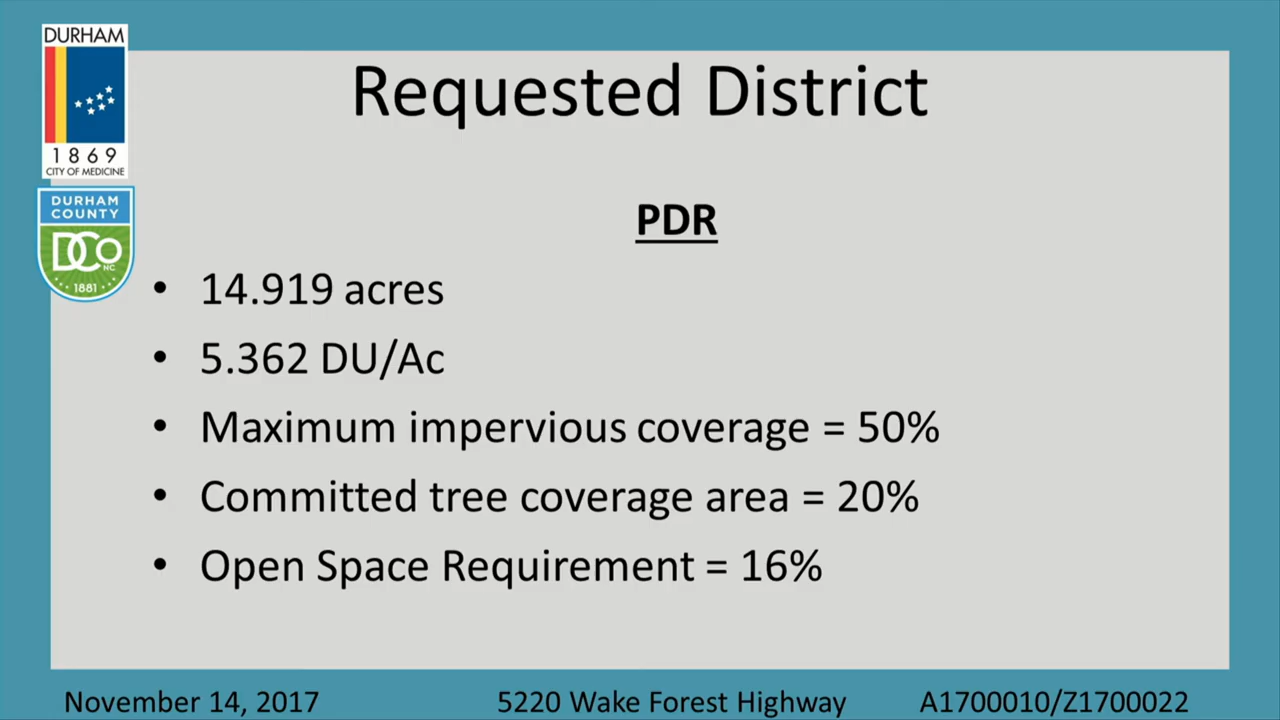 DURHAM
1869
CITY OF MEDICINE
DURHAM
COUNTY
DCo
NC
1881
Requested District
PDR
• 14.919 acres
• 5.362 DU/Ac
• Maximum impervious coverage = 50%
• Committed tree coverage area = 20%
• Open Space Requirement = 16%
November 14, 2017 5220 Wake Forest Highway A1700010/Z1700022